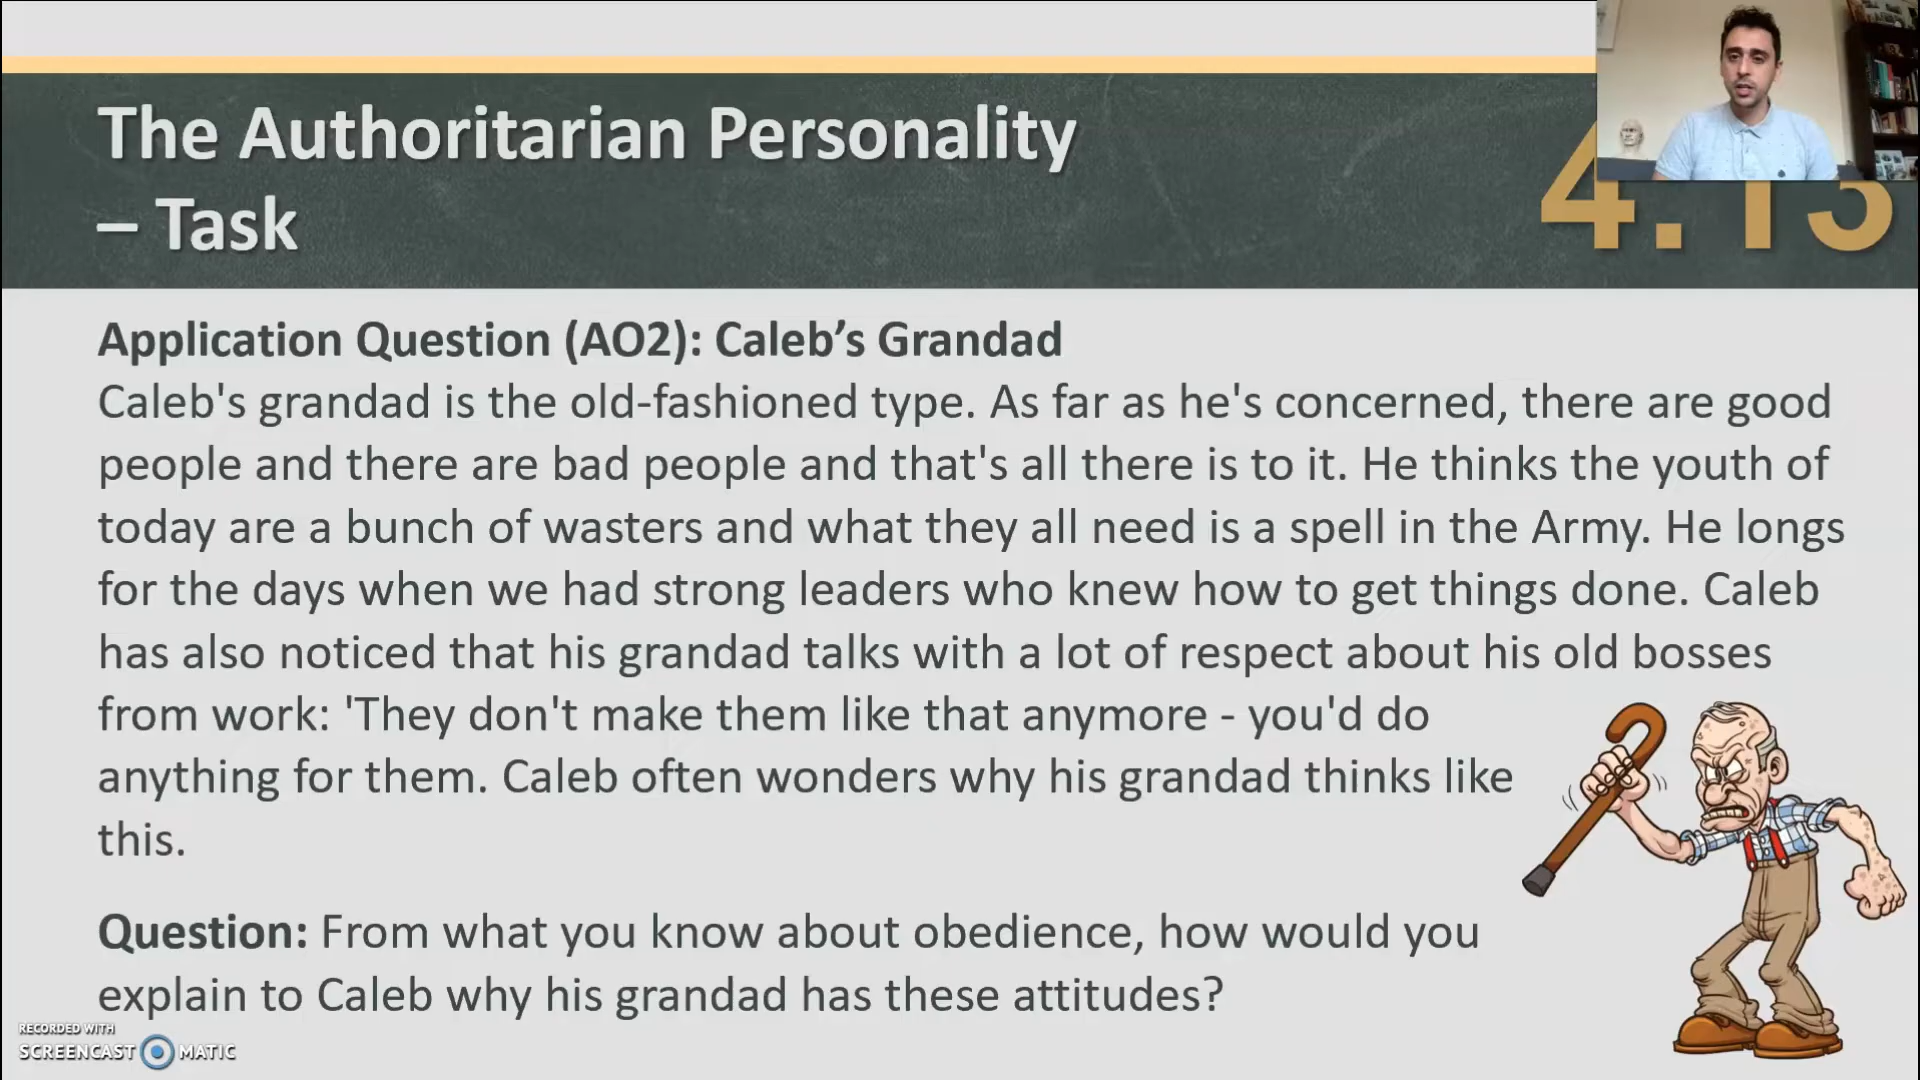 The Authoritarian Personality
– Task
4.13
Application Question (AO2): Caleb’s Grandad
Caleb's grandad is the old-fashioned type. As far as he's concerned, there are good
people and there are bad people and that's all there is to it. He thinks the youth of
today are a bunch of wasters and what they all need is a spell in the Army. He longs
for the days when we had strong leaders who knew how to get things done. Caleb
has also noticed that his grandad talks with a lot of respect about his old bosses
from work: 'They don't make them like that anymore - you'd do
anything for them. Caleb often wonders why his grandad thinks like
this.
Question: From what you know about obedience, how would you
explain to Caleb why his grandad has these attitudes?
RECORDED WITH
SCREENCAST MATIC